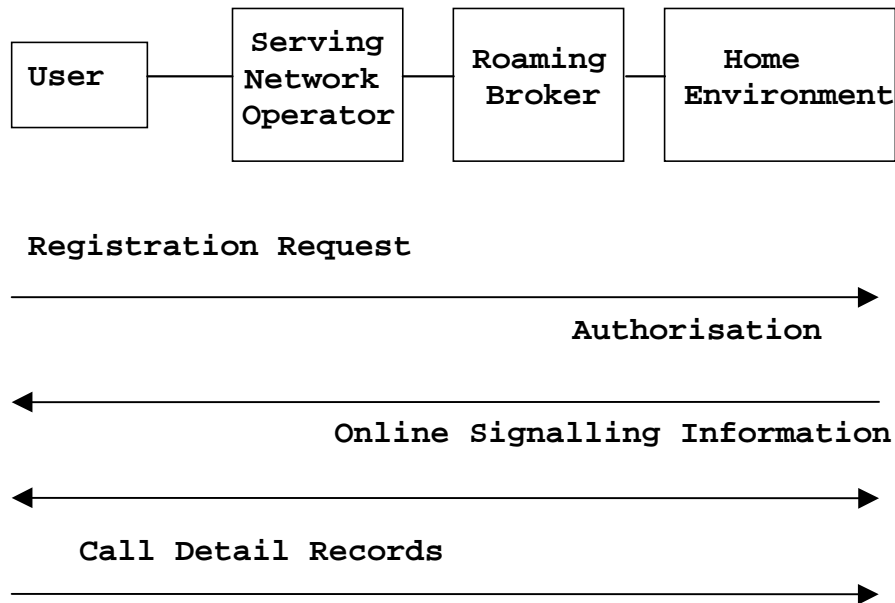 User
Serving
Network
Operator
Roaming
Broker
Home
Environment
Registration Request
Authorisation
Online Signalling Information
Call Detail Records